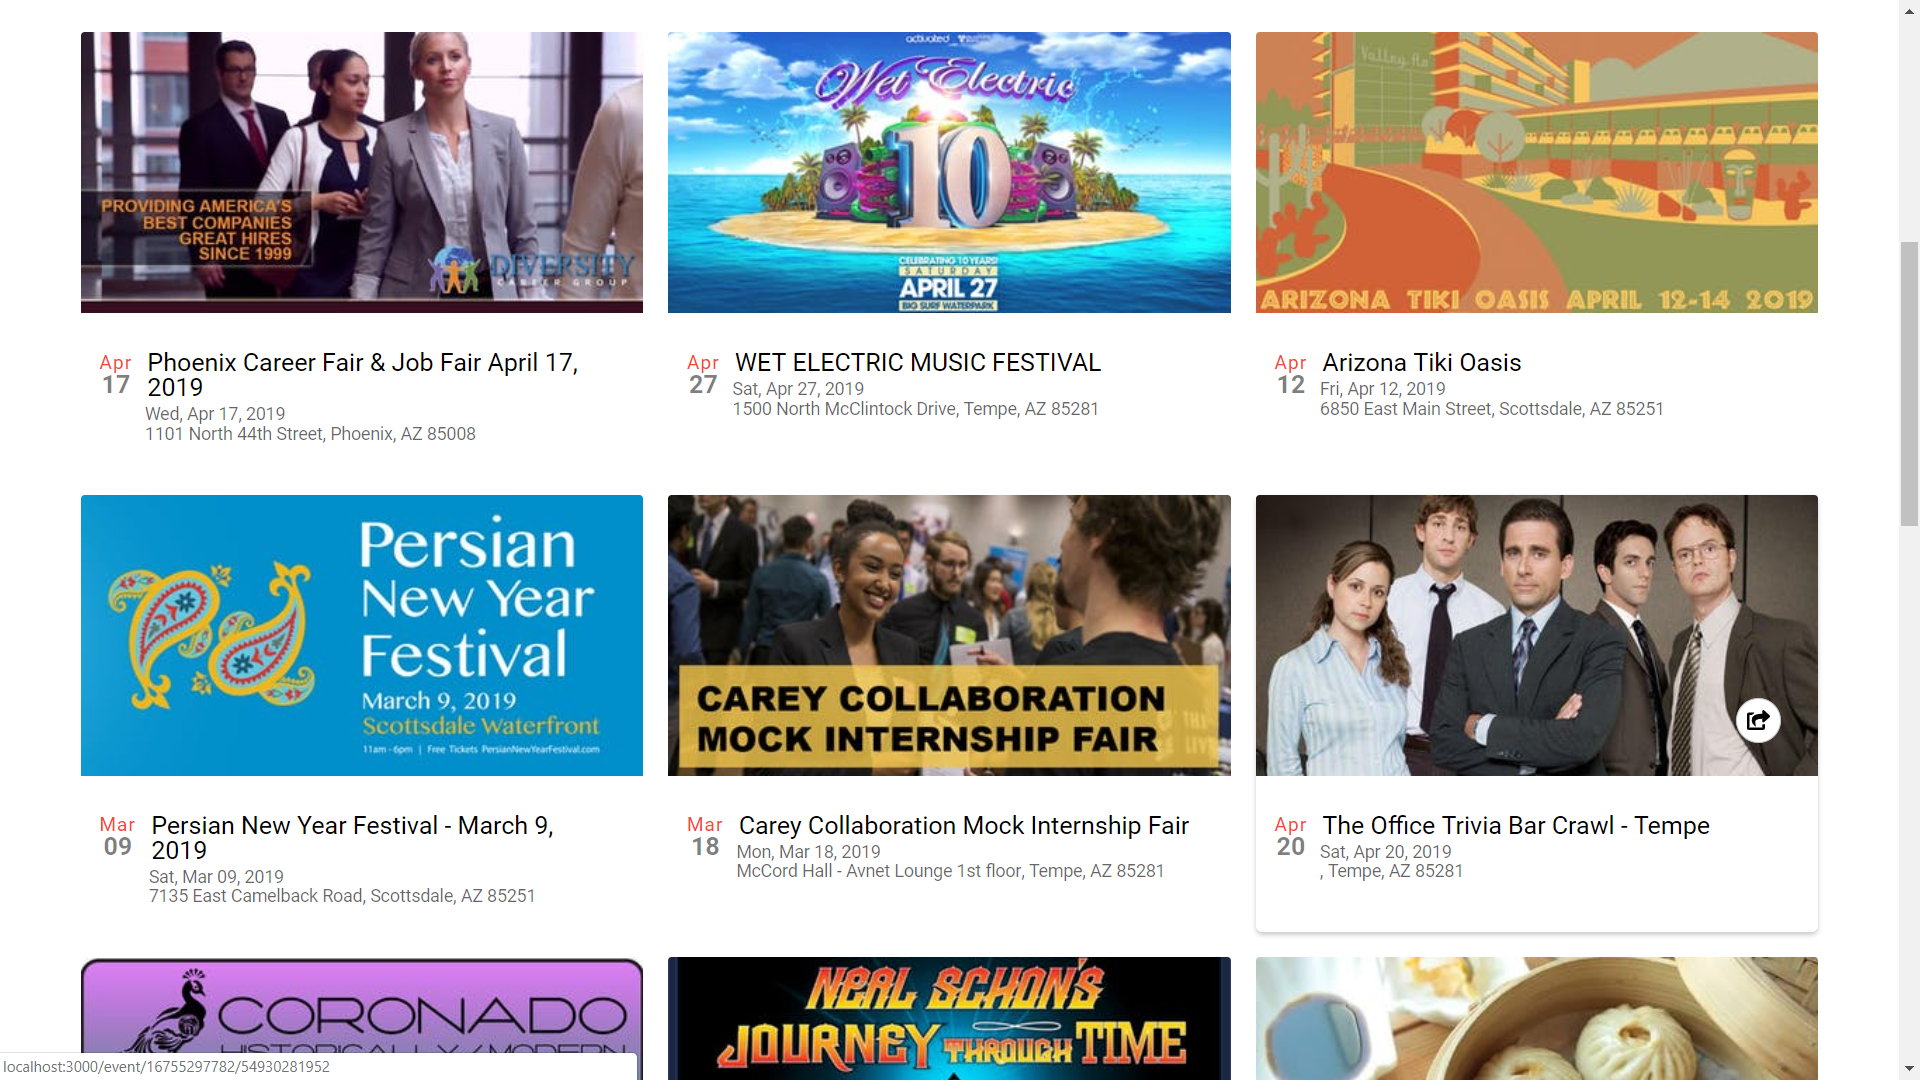 PROVIDING AMERICA'S
BEST COMPANIES
GREAT HIRES
SINCE 1999
DIVERSITY
CAREER GROUP
Apr
17
Phoenix Career Fair & Job Fair April 17,
2019
Wed, Apr 17, 2019
1101 North 44th Street, Phoenix, AZ 85008
activated
Wet Electric
10
CELEBRATING 10 YEARS!
SATURDAY
APRIL 27
BIG SURF WATERPARK
Apr
27
WET ELECTRIC MUSIC FESTIVAL
Sat, Apr 27, 2019
1500 North McClintock Drive, Tempe, AZ 85281
Valley Ho
ARIZONA TIKI OASIS APRIL 12-14 2019
Apr
12
Arizona Tiki Oasis
Fri, Apr 12, 2019
6850 East Main Street, Scottsdale, AZ 85251
Persian
New Year
Festival
March 9, 2019
Scottsdale Waterfront
11am - 6pm | Free Tickets PersianNewYearFestival.com
Mar
09
Persian New Year Festival - March 9,
2019
Sat, Mar 09, 2019
7135 East Camelback Road, Scottsdale, AZ 85251
CAREY COLLABORATION
MOCK INTERNSHIP FAIR
Mar
18
Carey Collaboration Mock Internship Fair
Mon, Mar 18, 2019
McCord Hall - Avnet Lounge 1st floor, Tempe, AZ 85281
Apr
20
The Office Trivia Bar Crawl - Tempe
Sat, Apr 20, 2019
, Tempe, AZ 85281
CORONADO
HISTORICALLY MODERN
NEAL SCHON'S
JOURNEY THROUGH TIME
localhost:3000/event/16755297782/54930281952